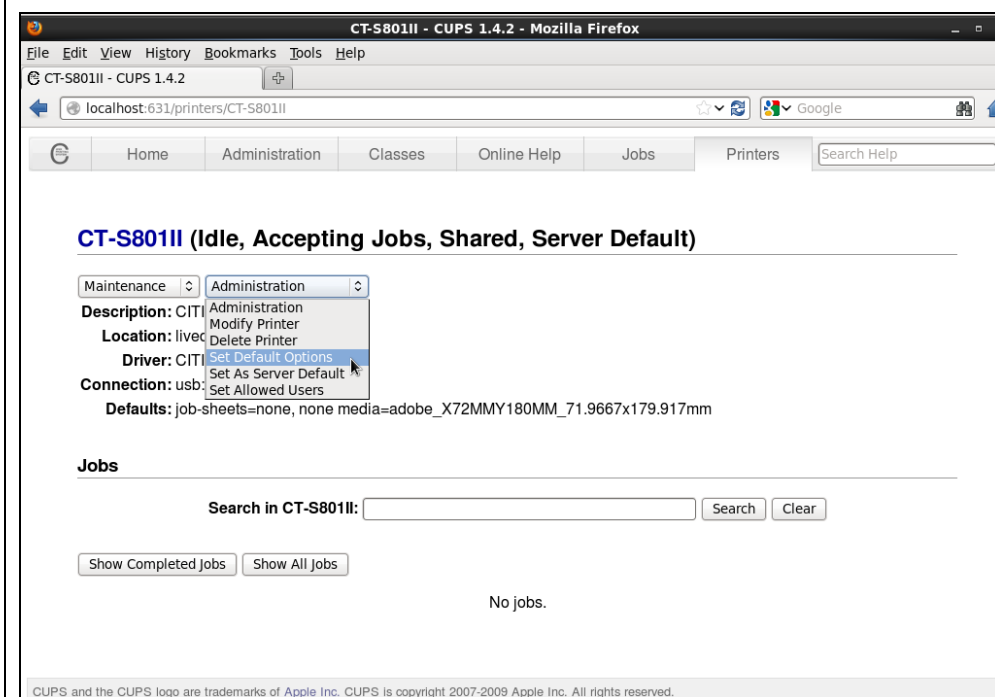 CT-S801II - CUPS 1.4.2 - Mozilla Firefox
File Edit View History Bookmarks Tools Help
CT-S801II - CUPS 1.4.2
localhost:631/printers/CT-S801II
Google
Home Administration Classes Online Help Jobs Printers Search Help
CT-S801II (Idle, Accepting Jobs, Shared, Server Default)
Maintenance Administration
Administration
Modify Printer
Delete Printer
Set Default Options
Set As Server Default
Set Allowed Users
Description: CITI
Location:
Driver: CITI
Connection: usb:
Defaults: job-sheets=none, none media=adobe_X72MMY180MM_71.9667x179.917mm
Jobs
Search in CT-S801II: Search Clear
Show Completed Jobs Show All Jobs
No jobs.
CUPS and the CUPS logo are trademarks of Apple Inc. CUPS is copyright 2007-2009 Apple Inc. All rights reserved.